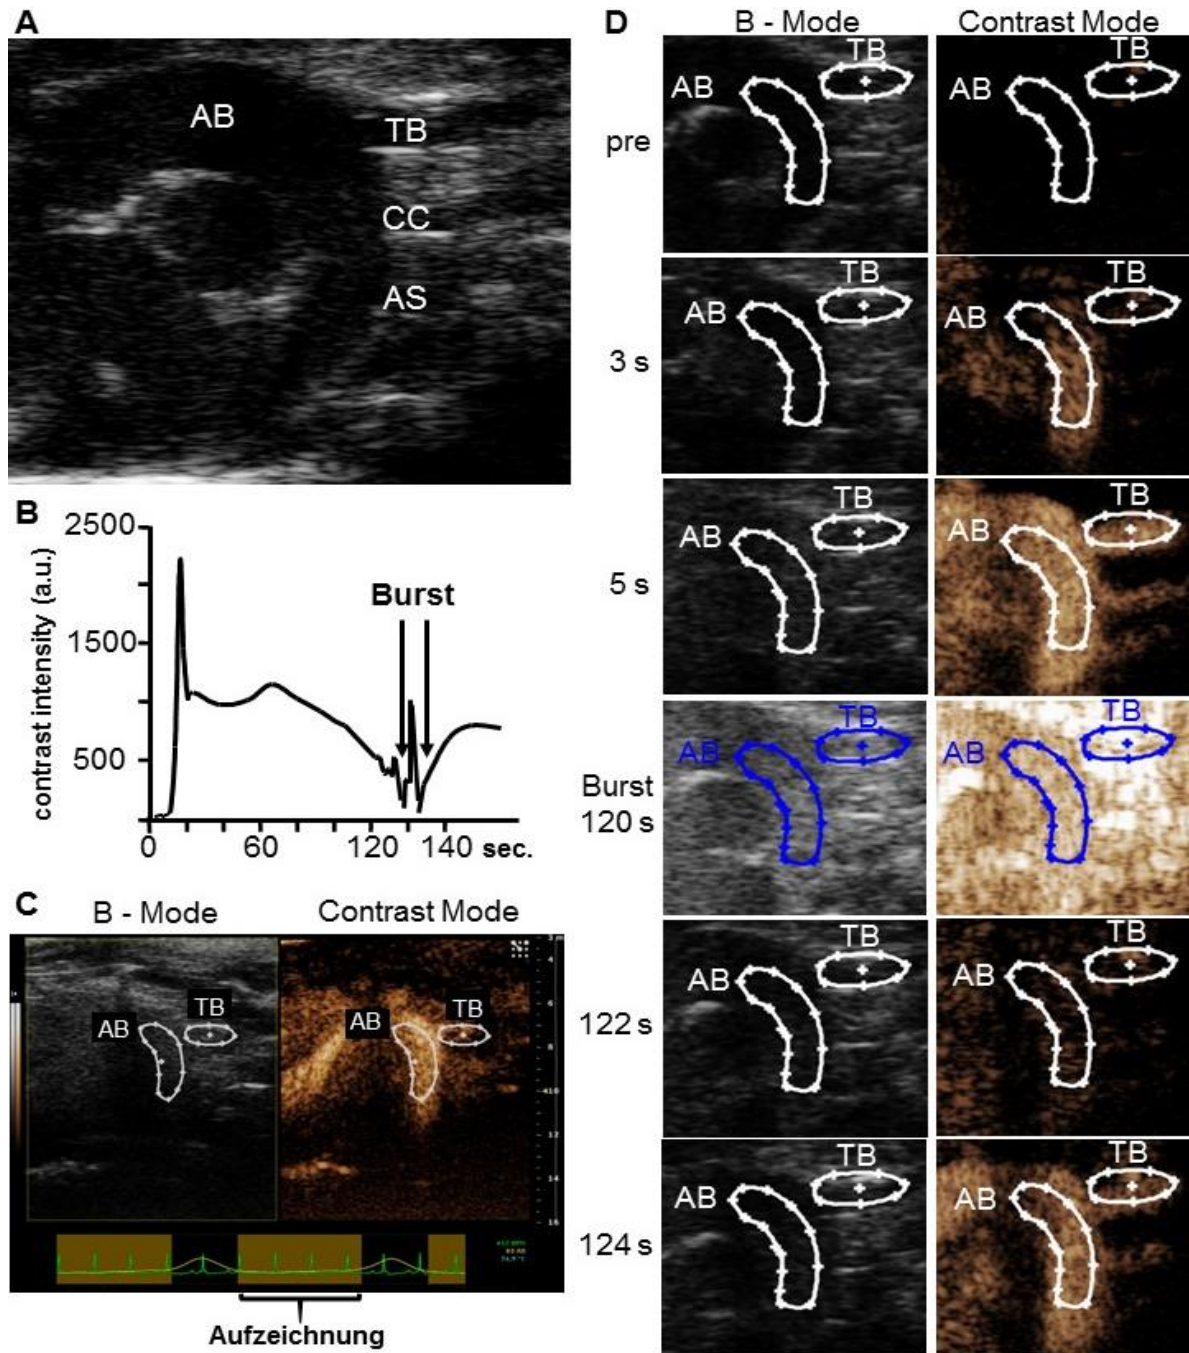 A
AB
TB
CC
AS
B
contrast intensity (a.u.)
2500
1500
500
Burst
0 60 120 140 sec.
C
B - Mode Contrast Mode
AB TB AB TB
6
12
Aufzeichnung
D
B - Mode Contrast Mode
pre
AB TB AB TB
3 s
AB TB AB TB
5 s
AB TB AB TB
Burst
120 s
AB TB AB TB
122 s
AB TB AB TB
124 s
AB TB AB TB